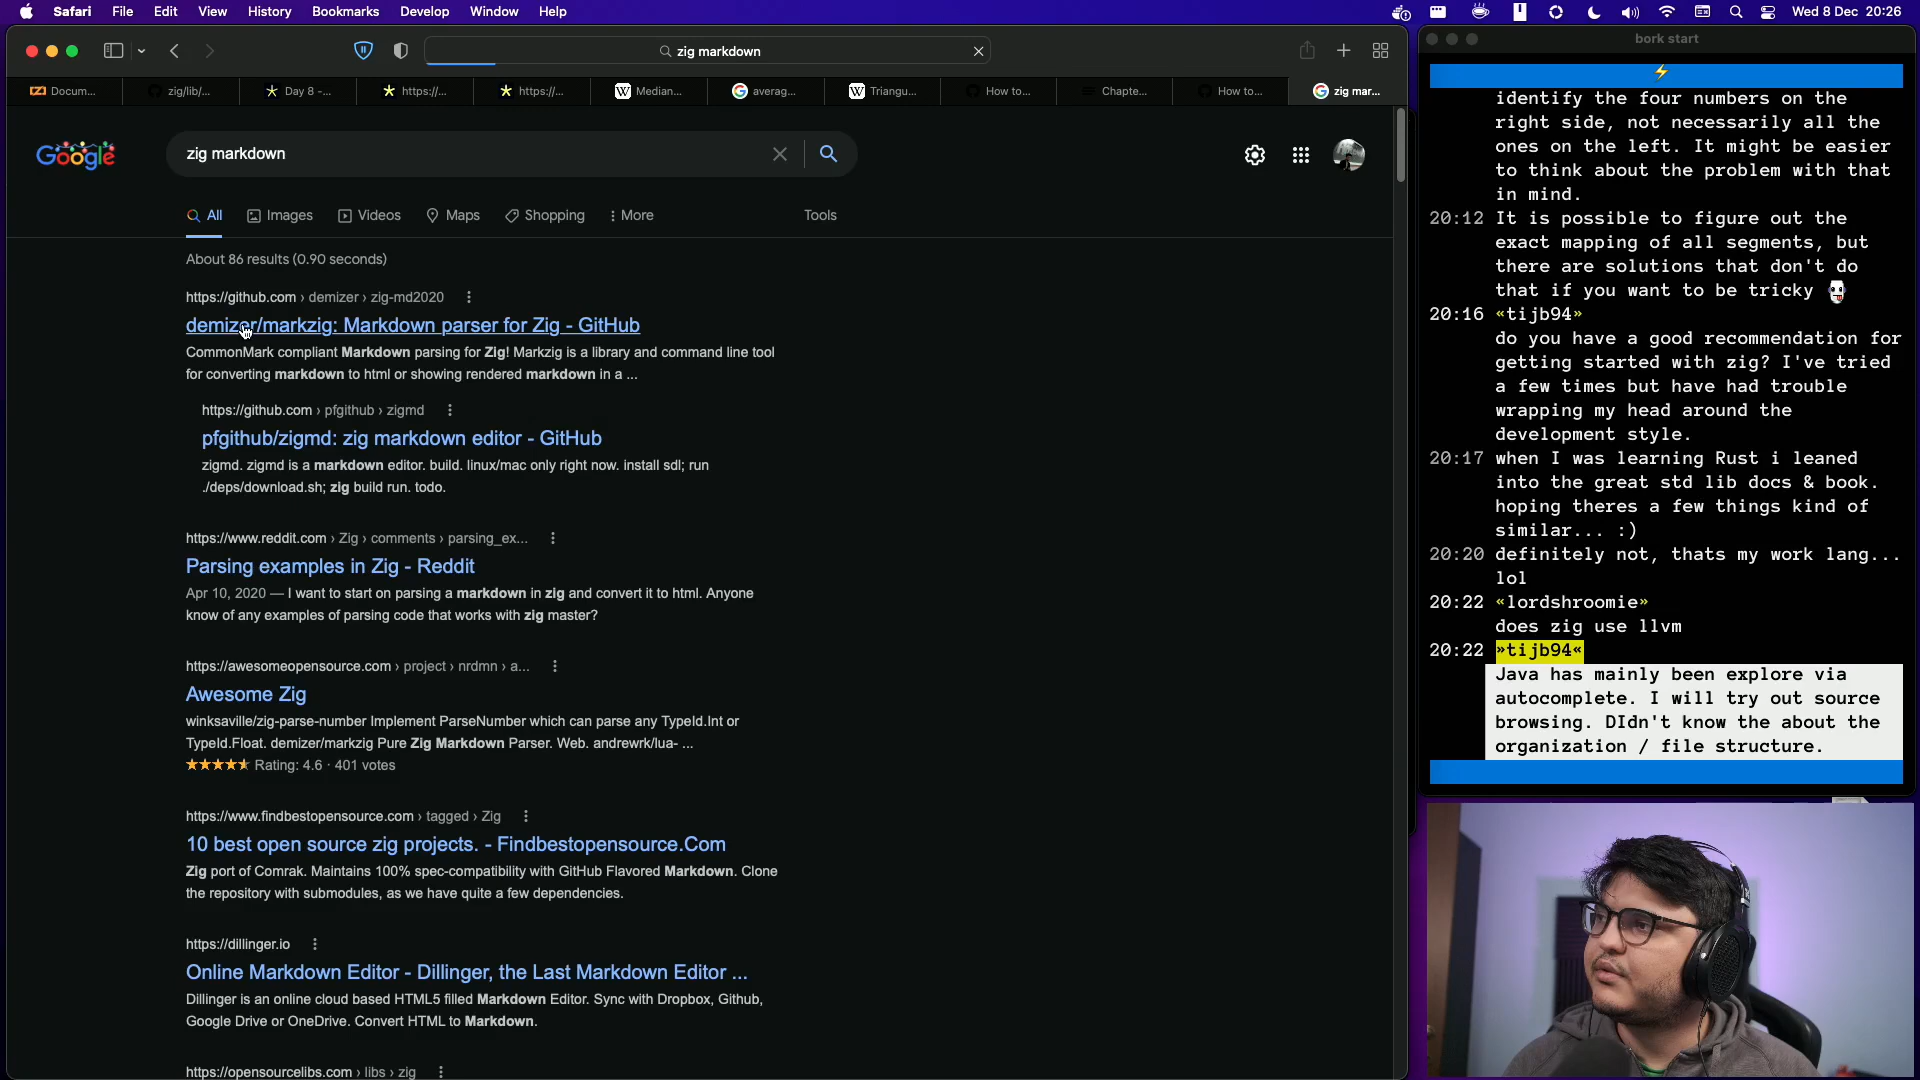 Safari File Edit View History Bookmarks Develop Window Help
Wed 8 Dec 20:26
zig markdown
Docum...
zig/lib/...
Day 8 -...
https://...
https://...
Median...
averag...
Triangu...
How to...
Chapte...
How to...
zig mar...
Google
zig markdown
All Images Videos Maps Shopping More Tools
About 86 results (0.90 seconds)
https://github.com › demizer › zig-md2020
demizer/markzig: Markdown parser for Zig - GitHub
CommonMark compliant Markdown parsing for Zig! Markzig is a library and command line tool
for converting markdown to html or showing rendered markdown in a ...
https://github.com › pfgithub › zigmd
pfgithub/zigmd: zig markdown editor - GitHub
zigmd. zigmd is a markdown editor. build. linux/mac only right now. install sdl; run
./deps/download.sh; zig build run. todo.
https://www.reddit.com › Zig › comments › parsing_ex...
Parsing examples in Zig - Reddit
Apr 10, 2020 — I want to start on parsing a markdown in zig and convert it to html. Anyone
know of any examples of parsing code that works with zig master?
https://awesomeopensource.com › project › nrdmn › a...
Awesome Zig
winksaville/zig-parse-number Implement ParseNumber which can parse any TypeId.Int or
TypeId.Float. demizer/markzig Pure Zig Markdown Parser. Web. andrewrk/lua- ...
Rating: 4.6 · 401 votes
https://www.findbestopensource.com › tagged › Zig
10 best open source zig projects. - Findbestopensource.Com
Zig port of Comrak. Maintains 100% spec-compatibility with GitHub Flavored Markdown. Clone
the repository with submodules, as we have quite a few dependencies.
https://dillinger.io
Online Markdown Editor - Dillinger, the Last Markdown Editor ...
Dillinger is an online cloud based HTML5 filled Markdown Editor. Sync with Dropbox, Github,
Google Drive or OneDrive. Convert HTML to Markdown.
https://opensourcelibs.com › libs › zig
bork start
identify the four numbers on the
right side, not necessarily all the
ones on the left. It might be easier
to think about the problem with that
in mind.
20:12 It is possible to figure out the
exact mapping of all segments, but
there are solutions that don't do
that if you want to be tricky
20:16 «tijb94»
do you have a good recommendation for
getting started with zig? I've tried
a few times but have had trouble
wrapping my head around the
development style.
20:17 when I was learning Rust i leaned
into the great std lib docs & book.
hoping theres a few things kind of
similar... :)
20:20 definitely not, thats my work lang...
lol
20:22 «lordshroomie»
does zig use llvm
20:22 »tijb94«
Java has mainly been explore via
autocomplete. I will try out source
browsing. DIdn't know the about the
organization / file structure.